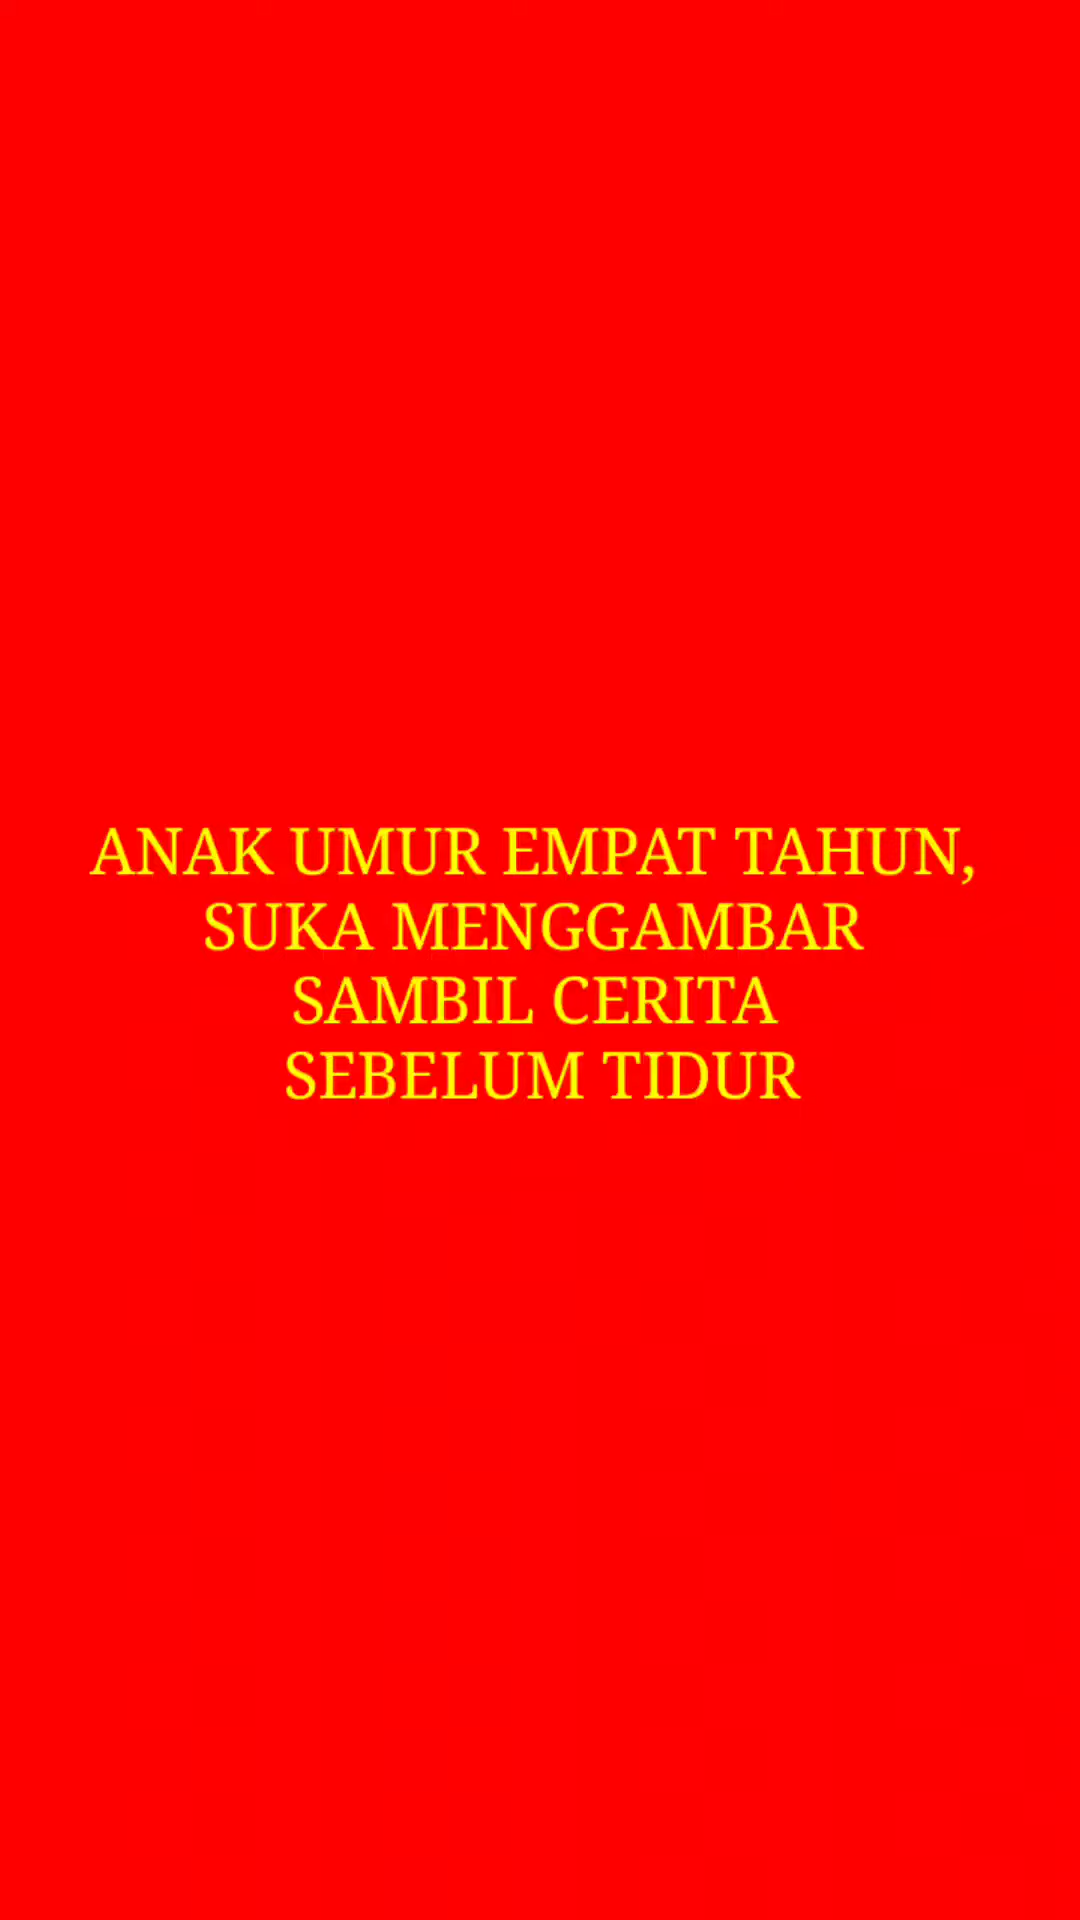 ANAK UMUR EMPAT TAHUN,
SUKA MENGGAMBAR
SAMBIL CERITA
SEBELUM TIDUR